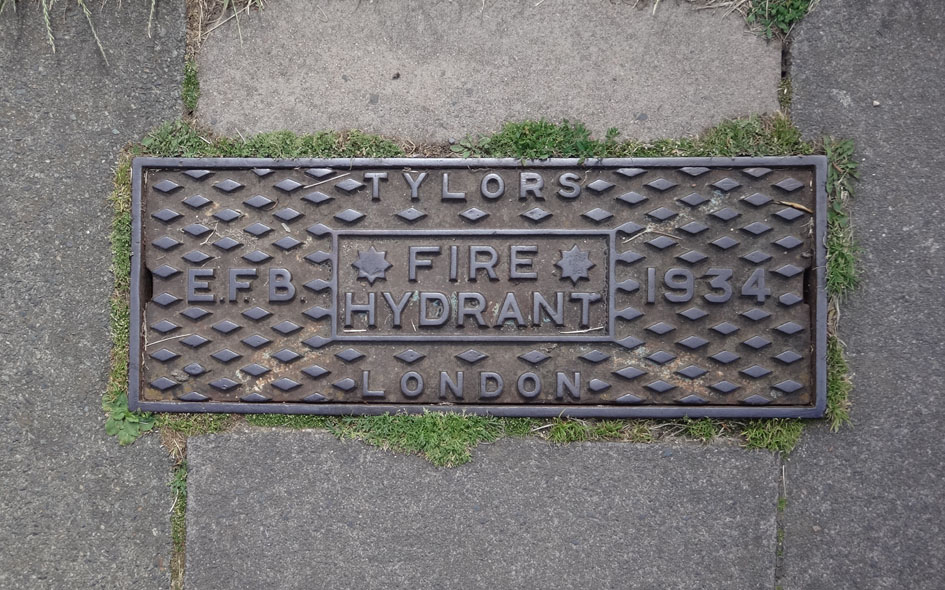 TYLORS
E.F.B
FIRE
HYDRANT
1934
LONDON